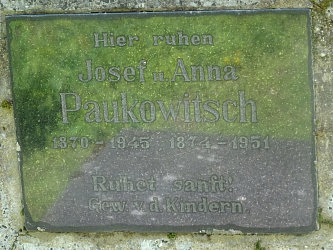 Hier ruhen
Josef u. Anna
Paukowitsch
1870-1945 1874-1951
Ruhet sanft!
Gew. v. d. Kindern